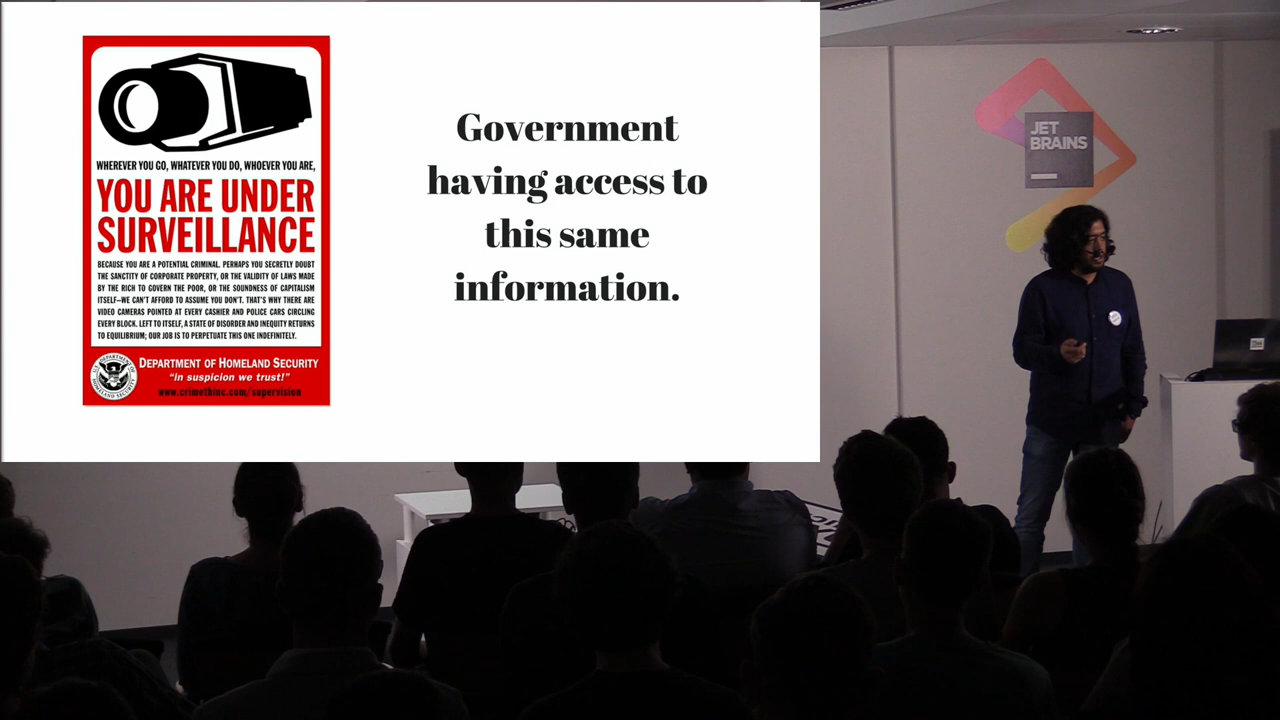 WHEREVER YOU GO, WHATEVER YOU DO, WHOEVER YOU ARE,
YOU ARE UNDER
SURVEILLANCE
BECAUSE YOU ARE A POTENTIAL CRIMINAL. PERHAPS YOU SECRETLY DOUBT
THE SANCTITY OF CORPORATE PROPERTY, OR THE VALIDITY OF LAWS MADE
BY THE RICH TO GOVERN THE POOR, OR THE SOUNDNESS OF CAPITALISM
ITSELF—WE CAN'T AFFORD TO ASSUME YOU DON'T. THAT'S WHY THERE ARE
VIDEO CAMERAS POINTED AT EVERY CASHIER AND POLICE CARS CIRCLING
EVERY BLOCK. LEFT TO ITSELF, A STATE OF DISORDER AND INEQUITY RETURNS
TO EQUILIBRIUM; OUR JOB IS TO PERPETUATE THIS ONE INDEFINITELY.
DEPARTMENT OF HOMELAND SECURITY
"in suspicion we trust!"
www.crimethinc.com/supervision
Government
having access to
this same
information.
JET
BRAINS